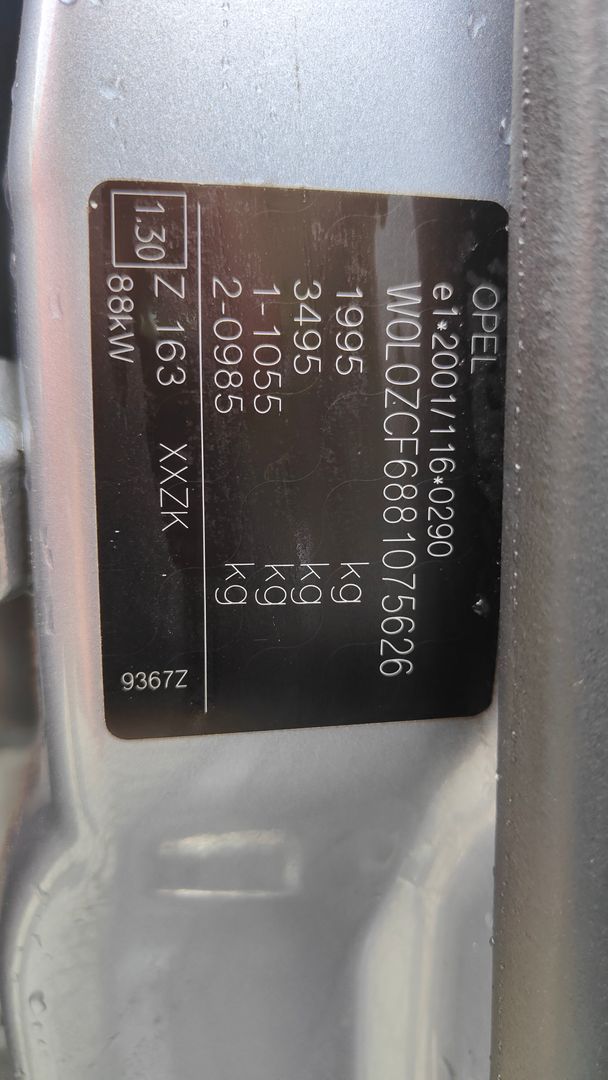 OPEL
e1*2001/116*0290
W0L0ZCF6881075626
1995 kg
3495 kg
1-1055 kg
2-0985 kg
1.30 Z 163 XXZK 9367Z
88kW